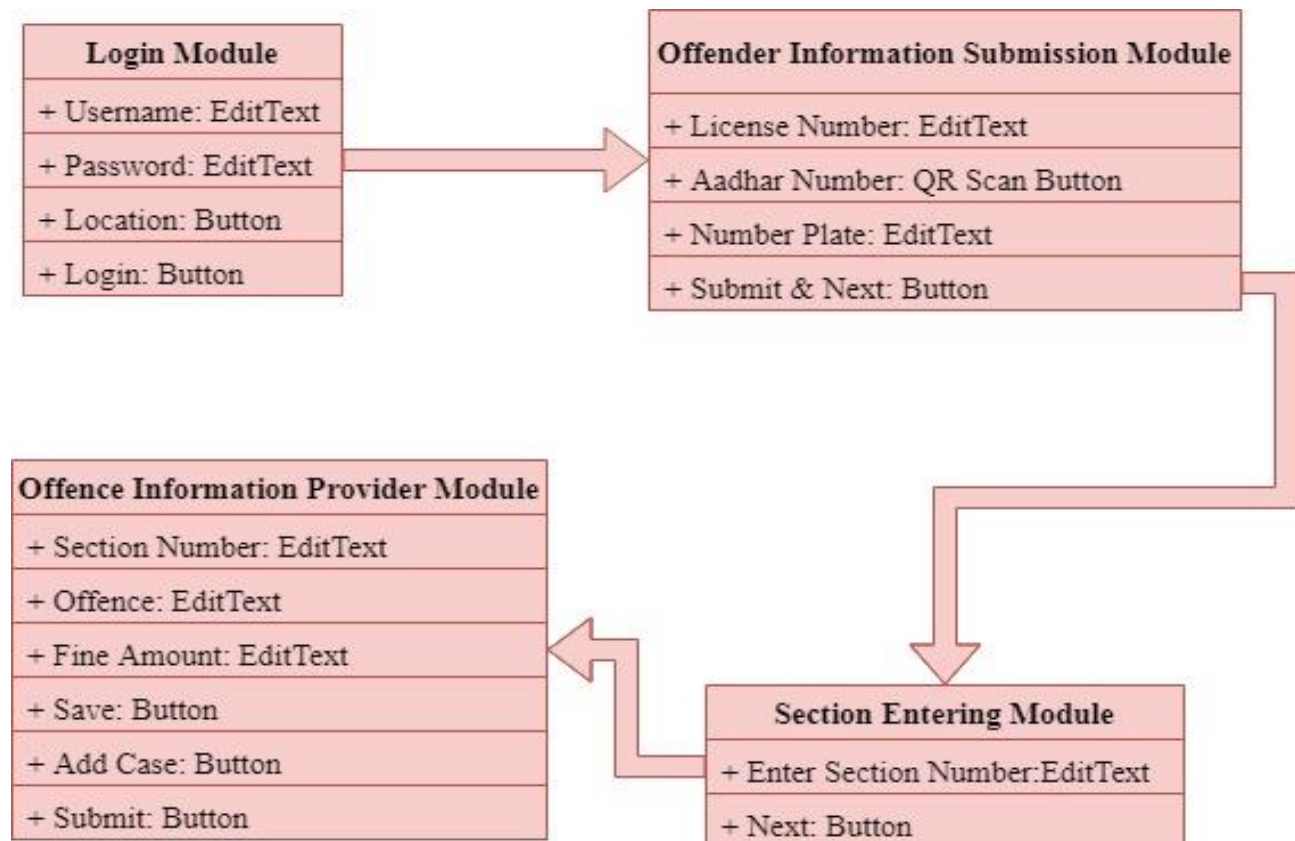 Login Module
+ Username: EditText
+ Password: EditText
+ Location: Button
+ Login: Button
Offender Information Submission Module
+ License Number: EditText
+ Aadhar Number: QR Scan Button
+ Number Plate: EditText
+ Submit & Next: Button
Section Entering Module
+ Enter Section Number:EditText
+ Next: Button
Offence Information Provider Module
+ Section Number: EditText
+ Offence: EditText
+ Fine Amount: EditText
+ Save: Button
+ Add Case: Button
+ Submit: Button